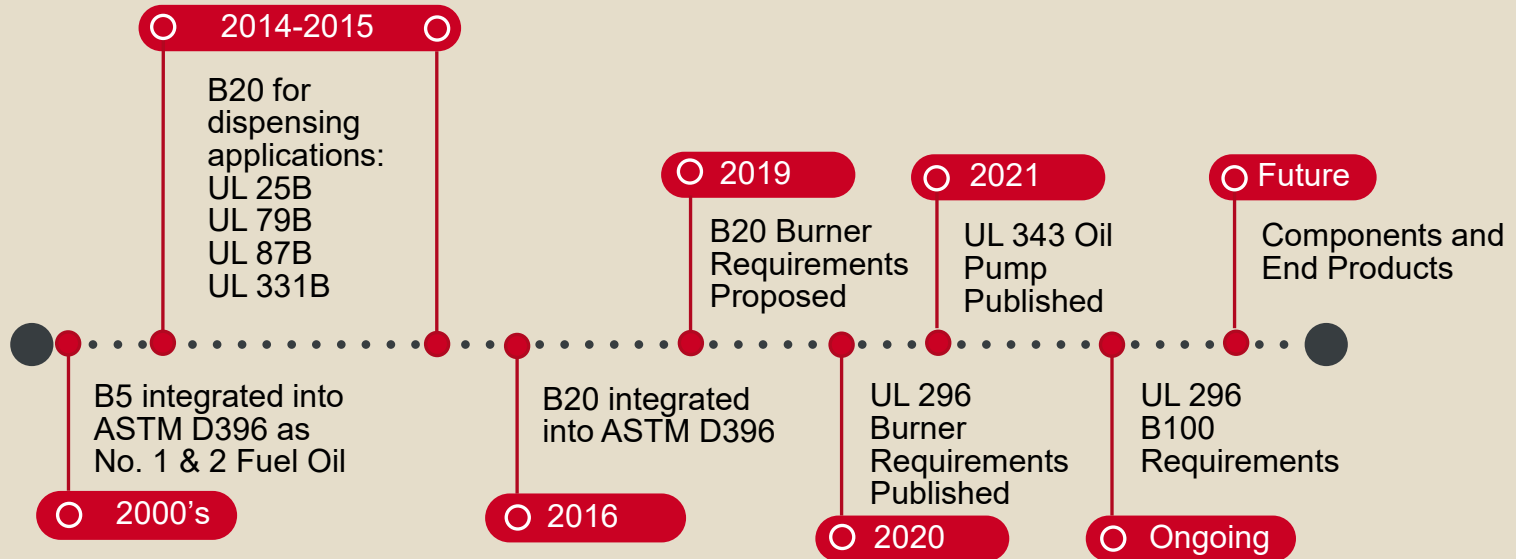 2014-2015
B20 for
dispensing
applications:
UL 25B
UL 79B
UL 87B
UL 331B
2019
B20 Burner
Requirements
Proposed
2021
UL 343 Oil
Pump
Published
Future
Components and
End Products
B5 integrated into
ASTM D396 as
No. 1 & 2 Fuel Oil
2000’s
B20 integrated
into ASTM D396
2016
UL 296
Burner
Requirements
Published
2020
UL 296
B100
Requirements
Ongoing